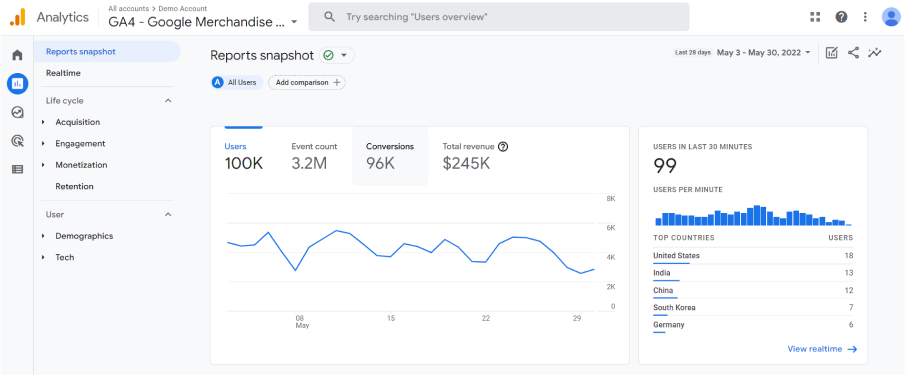 Analytics
All accounts > Demo Account
GA4 - Google Merchandise ...
Try searching "Users overview"
Reports snapshot
Realtime
Life cycle
Acquisition
Engagement
Monetization
Retention
User
Demographics
Tech
Reports snapshot
Last 28 days May 3 - May 30, 2022
A All Users
Add comparison +
Users
100K
Event count
3.2M
Conversions
96K
Total revenue
$245K
8K
6K
4K
2K
0
08
May
15
22
29
USERS IN LAST 30 MINUTES
99
USERS PER MINUTE
TOP COUNTRIES USERS
United States 18
India 13
China 12
South Korea 7
Germany 6
View realtime